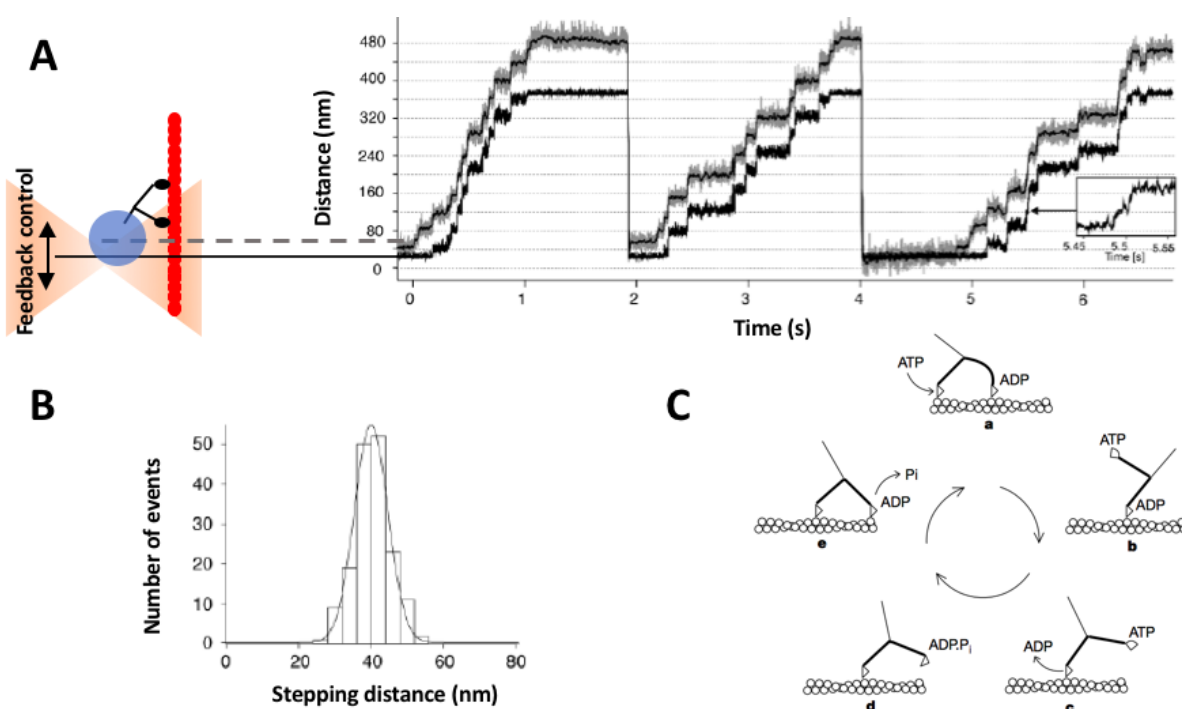 A
Feedback control
Distance (nm)
480
400
320
240
160
80
0
0
1
2
3
4
5
6
Time (s)
5.45
5.5
5.55
Time [s]
B
Number of events
50
40
30
20
10
0
0
20
40
60
80
Stepping distance (nm)
C
ATP
ADP
a
ATP
ADP
b
ADP
ATP
c
ADP.Pi
d
Pi
ADP
e